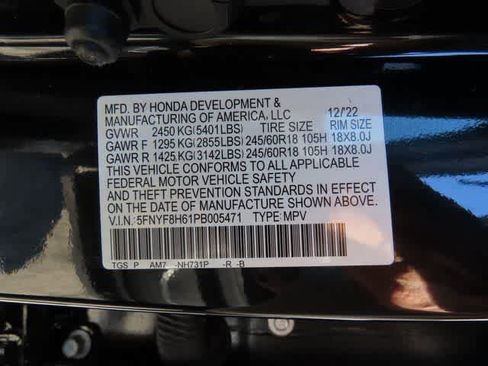 MFD. BY HONDA DEVELOPMENT &
MANUFACTURING OF AMERICA, LLC 12/22
GVWR 2450 KG(5401LBS) TIRE SIZE RIM SIZE
GAWR F 1295 KG(2855LBS) 245/60R18 105H 18X8.0J
GAWR R 1425 KG(3142LBS) 245/60R18 105H 18X8.0J
THIS VEHICLE CONFORMS TO ALL APPLICABLE
FEDERAL MOTOR VEHICLE SAFETY
AND THEFT PREVENTION STANDARDS IN EFFECT ON
THE DATE OF MANUFACTURE SHOWN ABOVE.
V.I.N.: 5FNYF8H61PB005471 TYPE: MPV
TGS P AM7 -NH731P -R -B